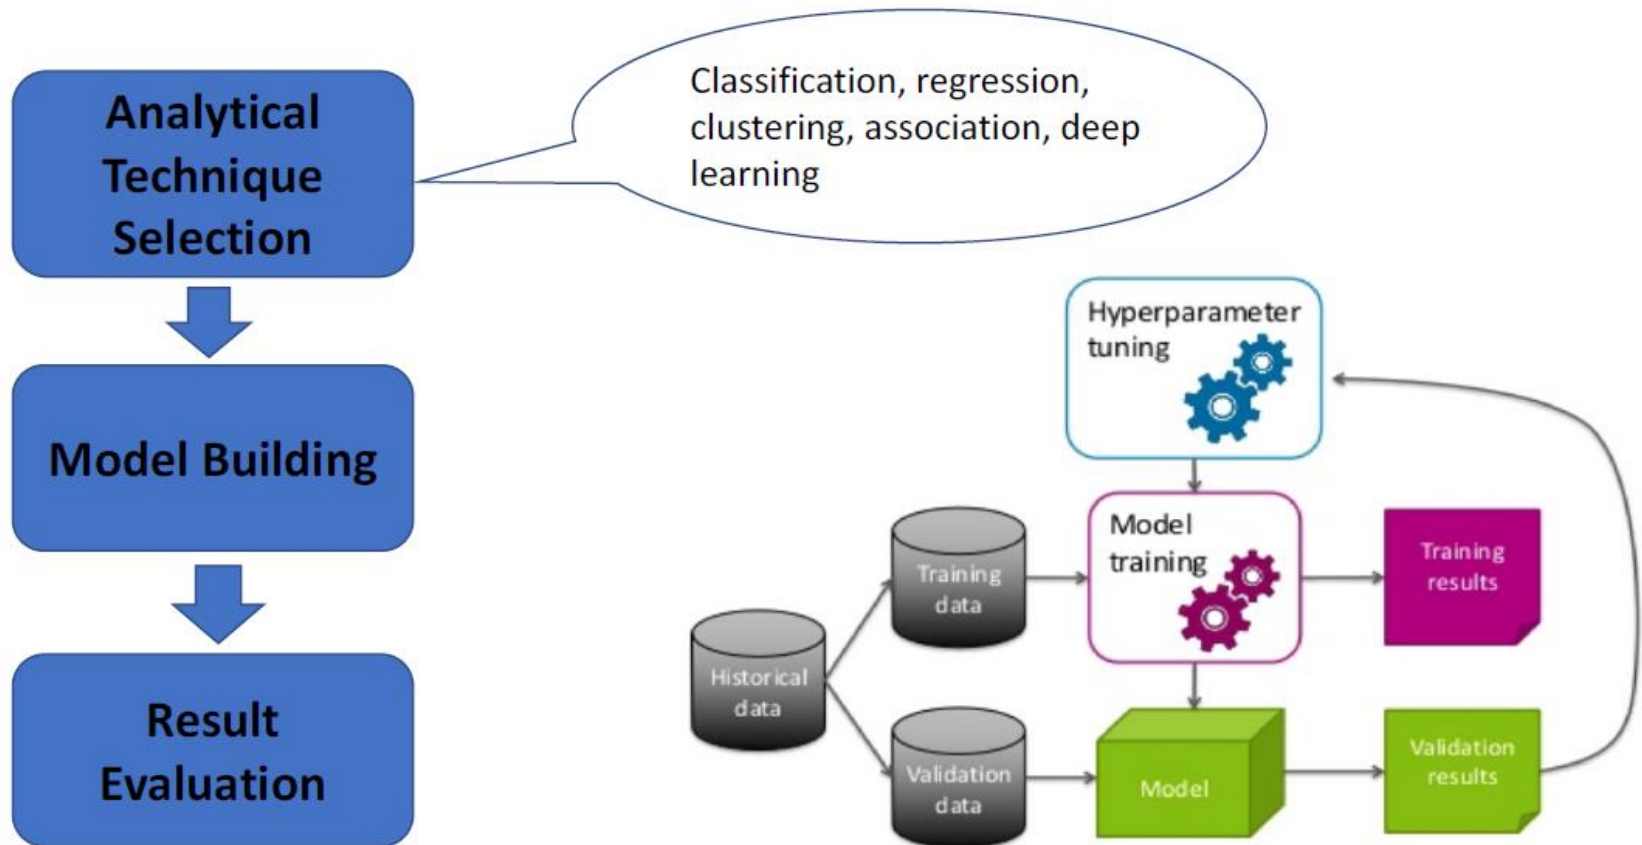 Analytical
Technique
Selection
Classification, regression,
clustering, association, deep
learning
Model Building
Result
Evaluation
Hyperparameter
tuning
Model
training
Training
data
Training
results
Historical
data
Validation
data
Model
Validation
results